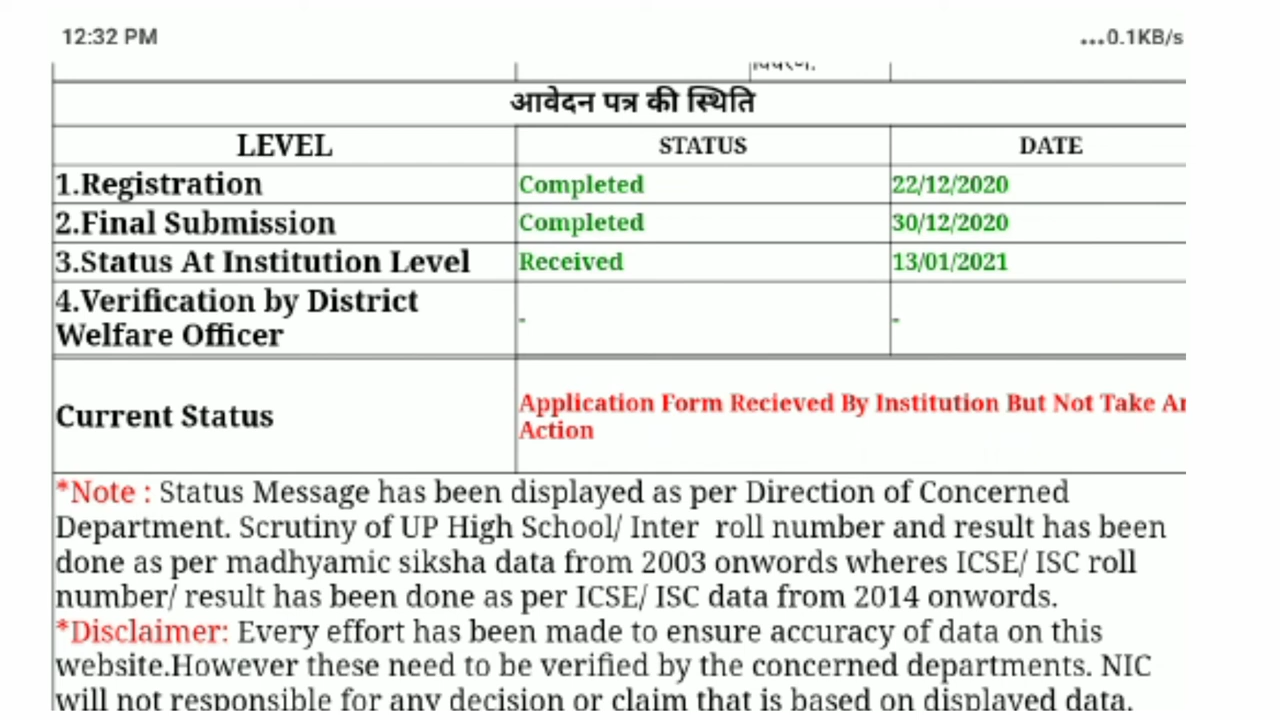 12:32 PM ...0.1KB/s
आवेदन पत्र की स्थिति
LEVEL STATUS DATE
1.Registration Completed 22/12/2020
2.Final Submission Completed 30/12/2020
3.Status At Institution Level Received 13/01/2021
4.Verification by District - -
Welfare Officer
Current Status Application Form Recieved By Institution But Not Take
Action
*Note : Status Message has been displayed as per Direction of Concerned
Department. Scrutiny of UP High School/ Inter roll number and result has been
done as per madhyamic siksha data from 2003 onwords wheres ICSE/ ISC roll
number/ result has been done as per ICSE/ ISC data from 2014 onwords.
*Disclaimer: Every effort has been made to ensure accuracy of data on this
website.However these need to be verified by the concerned departments. NIC
will not responsible for any decision or claim that is based on displayed data.